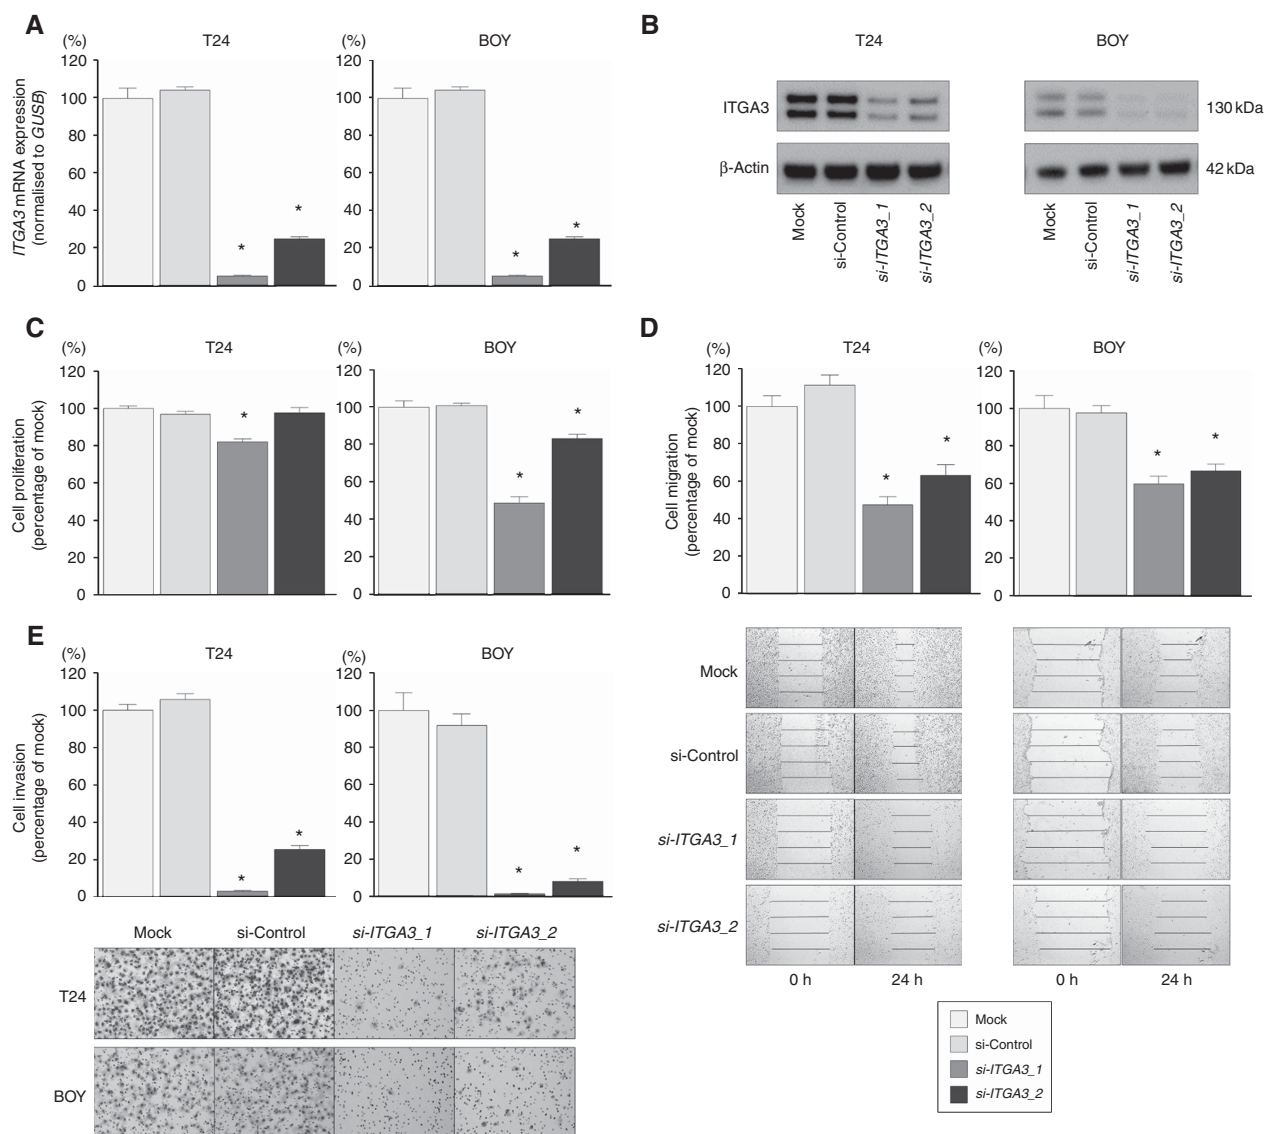 A
(%)
T24
120
100
80
60
40
20
0
ITGA3 mRNA expression
(normalised to GUSB)
*
*
(%)
BOY
120
100
80
60
40
20
0
*
*
B
T24
BOY
ITGA3
130 kDa
β-Actin
42 kDa
Mock
si-Control
si-ITGA3_1
si-ITGA3_2
Mock
si-Control
si-ITGA3_1
si-ITGA3_2
C
(%)
T24
120
100
80
60
40
20
0
Cell proliferation
(percentage of mock)
*
(%)
BOY
120
100
80
60
40
20
0
*
*
D
(%)
T24
120
100
80
60
40
20
0
Cell migration
(percentage of mock)
*
*
(%)
BOY
120
100
80
60
40
20
0
*
*
Mock
si-Control
si-ITGA3_1
si-ITGA3_2
0 h
24 h
0 h
24 h
E
(%)
T24
120
100
80
60
40
20
0
Cell invasion
(percentage of mock)
*
*
(%)
BOY
120
100
80
60
40
20
0
*
*
Mock
si-Control
si-ITGA3_1
si-ITGA3_2
T24
BOY
Mock
si-Control
si-ITGA3_1
si-ITGA3_2